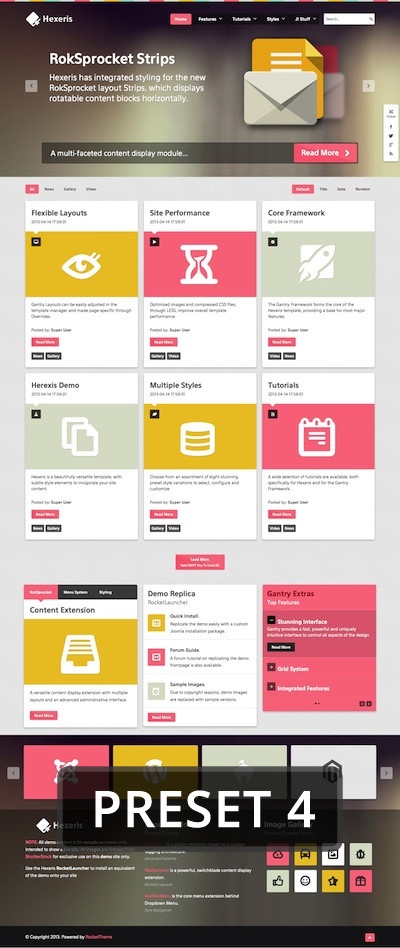 Hexeris
Home Features Tutorials Styles J! Stuff Search...
RokSprocket Strips
Hexeris has integrated styling for the new
RokSprocket layout Strips, which displays
rotatable content blocks horizontally.
A multi-faceted content display module...
Read More
All News Gallery Video
Default Title Date Random
Flexible Layouts
2013-04-14 17:59:01
Gantry Layouts can be easily adjusted in the
template manager and made page specific through
Overrides.
Posted by: Super User
Read More
News Gallery
Site Performance
2013-04-14 17:59:01
Optimised images and compressed CSS files,
through LESS, improve overall template
performance.
Posted by: Super User
Read More
Gallery Video
Core Framework
2013-04-14 17:59:01
The Gantry Framework forms the core of the
Hexeris template, providing a base for most major
features.
Posted by: Super User
Read More
Video News
Herexis Demo
2013-04-14 17:59:01
Hexeris is a beautifully versatile template, with
subtle style elements to invigorate your site
content.
Posted by: Super User
Read More
News Gallery
Multiple Styles
2013-04-14 17:59:01
Choose from an assortment of eight stunning
preset style variations to select, configure and
customise.
Posted by: Super User
Read More
Video News
Tutorials
2013-04-14 17:59:01
A wide selection of tutorials are available, both
specifically for Hexeris and for the Gantry
Framework.
Posted by: Super User
Read More
Gallery Video
Load More
RokSprocket Menu System Styling
Content Extension
A versatile content display extension with multiple
layouts and an advanced administrative interface.
Read More
Demo Replica
RocketLauncher
Quick Install.
Replicate the demo easily with a custom
Joomla installation package.
Forum Guide.
A forum tutorial on replicating the demo
frontpage is also available.
Sample Images.
Due to copyright reasons, demo images
are replaced with sample versions.
Read More
Gantry Extras
Top Features
Stunning Interface
Gantry provides a fast, powerful and uniquely
intuitive interface to control all aspects of the design
Read More
Grid System
Integrated Features
PRESET 4
Hexeris
Image Gallery
ShutterStock for exclusive use on this demo site only.
Use the Hexeris RocketLauncher to install an equivalent
of the demo onto your site
RokSprocket is a powerful, switchable content display
extension.
RokNavMenu is the core menu extension behind
Dropdown Menu.
© Copyright 2013. Powered by RocketTheme